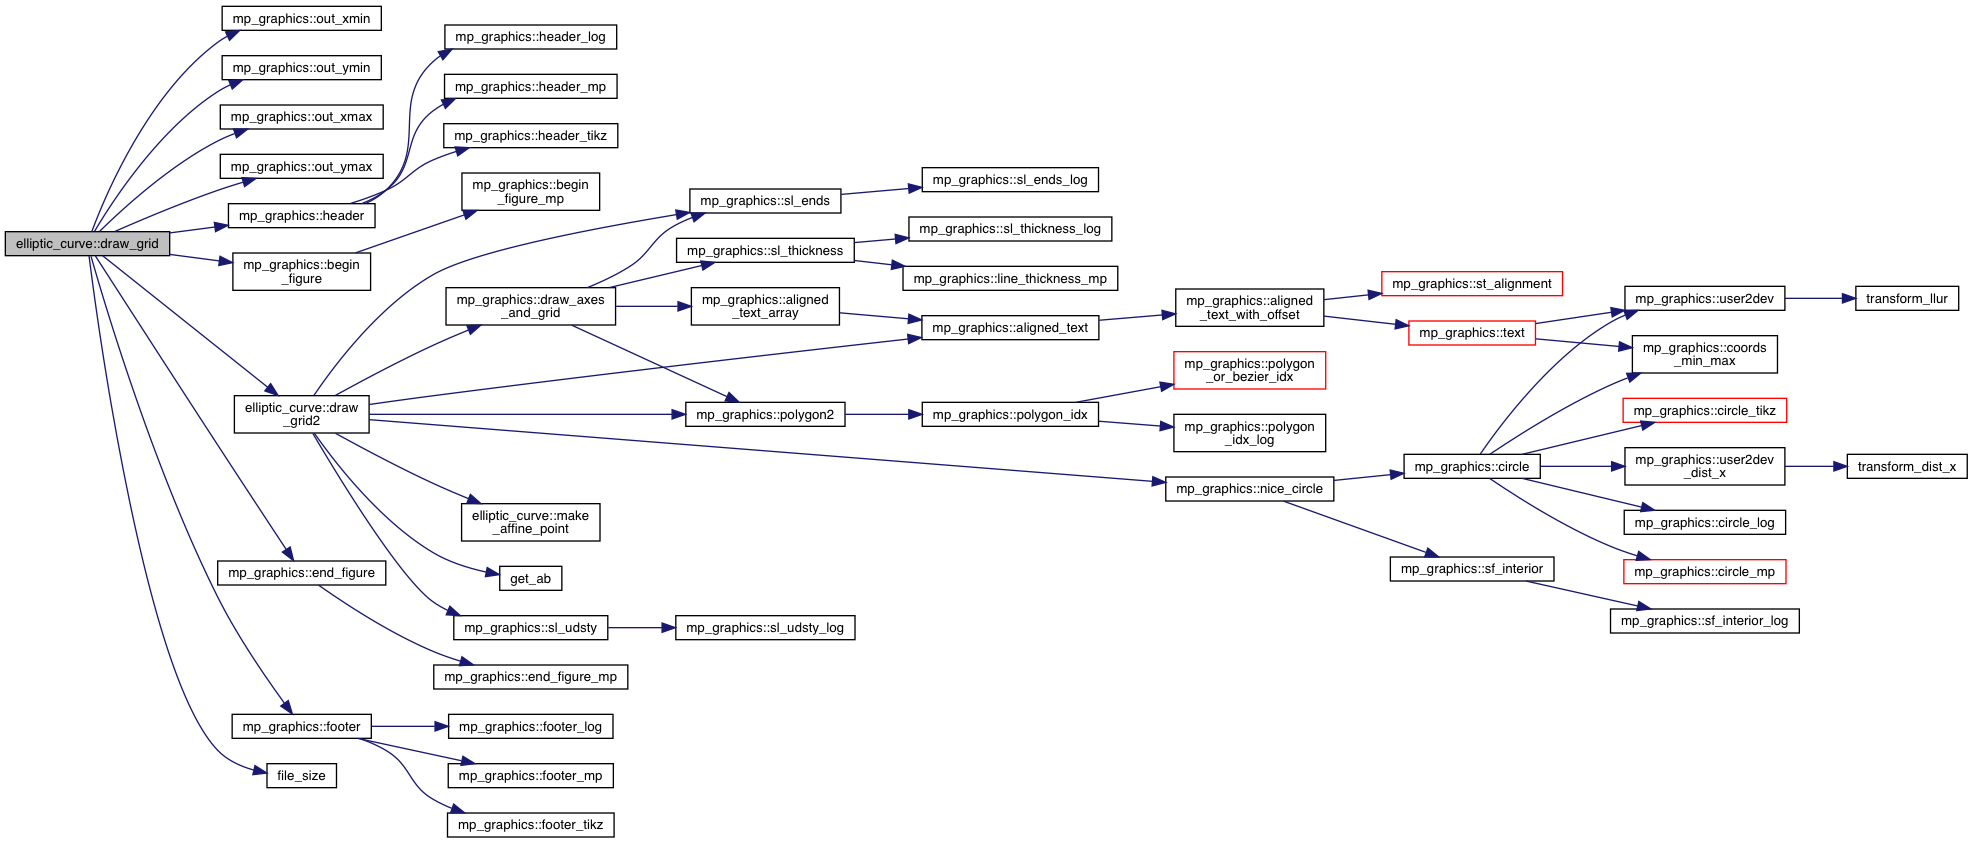 elliptic_curve::draw_grid
mp_graphics::out_xmin
mp_graphics::out_ymin
mp_graphics::out_xmax
mp_graphics::out_ymax
mp_graphics::header
mp_graphics::begin
_figure
elliptic_curve::draw
_grid2
mp_graphics::end_figure
mp_graphics::footer
file_size
mp_graphics::header_log
mp_graphics::header_mp
mp_graphics::header_tikz
mp_graphics::begin
_figure_mp
mp_graphics::draw_axes
_and_grid
elliptic_curve::make
_affine_point
get_ab
mp_graphics::sl_udsty
mp_graphics::end_figure_mp
mp_graphics::footer_log
mp_graphics::footer_mp
mp_graphics::footer_tikz
mp_graphics::sl_ends
mp_graphics::sl_thickness
mp_graphics::aligned
_text_array
mp_graphics::polygon2
mp_graphics::sl_udsty_log
mp_graphics::sl_ends_log
mp_graphics::sl_thickness_log
mp_graphics::line_thickness_mp
mp_graphics::aligned_text
mp_graphics::polygon_idx
mp_graphics::aligned
_text_with_offset
mp_graphics::polygon
_or_bezier_idx
mp_graphics::polygon
_idx_log
mp_graphics::nice_circle
mp_graphics::st_alignment
mp_graphics::text
mp_graphics::circle
mp_graphics::sf_interior
mp_graphics::user2dev
mp_graphics::coords
_min_max
mp_graphics::circle_tikz
mp_graphics::user2dev
_dist_x
mp_graphics::circle_log
mp_graphics::circle_mp
mp_graphics::sf_interior_log
transform_llur
transform_dist_x